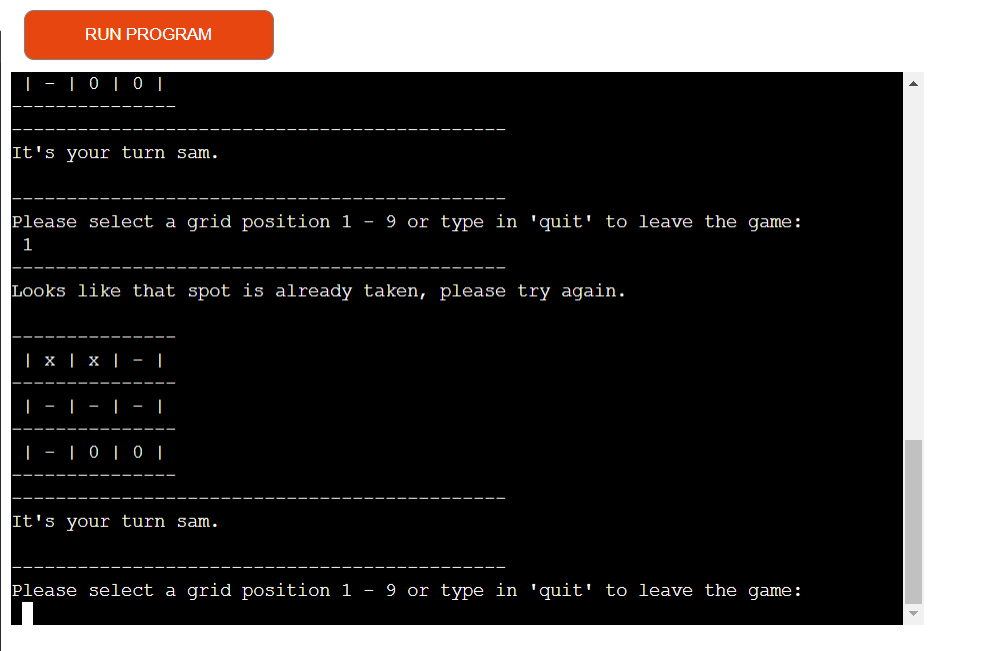 RUN PROGRAM
| - | 0 | 0 |
---------------
---------------------------------------------
It's your turn sam.
---------------------------------------------
Please select a grid position 1 - 9 or type in 'quit' to leave the game:
1
---------------------------------------------
Looks like that spot is already taken, please try again.
---------------
| x | x | - |
---------------
| - | - | - |
---------------
| - | 0 | 0 |
---------------
---------------------------------------------
It's your turn sam.
---------------------------------------------
Please select a grid position 1 - 9 or type in 'quit' to leave the game: